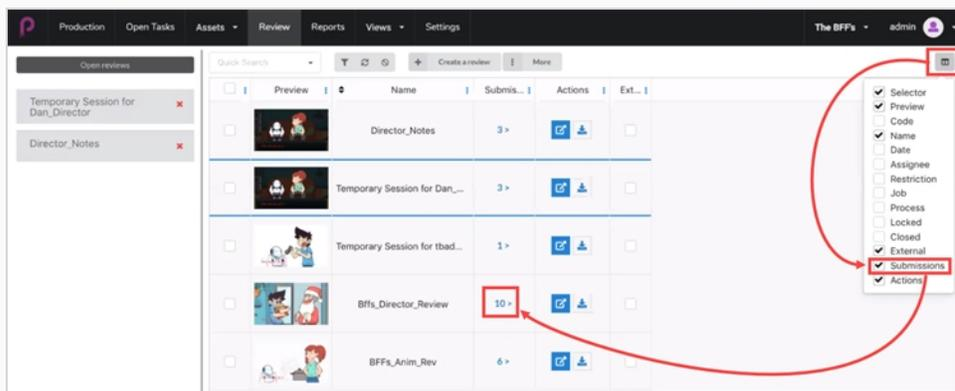 Production Open Tasks Assets Review Reports Views Settings The BFF's admin
Open reviews
Temporary Session for
Dan_Director
Director_Notes
Quick Search Create a review More
Preview Name Submis... Actions Ext...
Director_Notes 3 >
Temporary Session for Dan_... 3 >
Temporary Session for tbad... 1 >
Bffs_Director_Review 10 >
BFFs_Anim_Rev 6 >
Selector
Preview
Code
Name
Date
Assignee
Restriction
Job
Process
Locked
Closed
External
Submissions
Actions